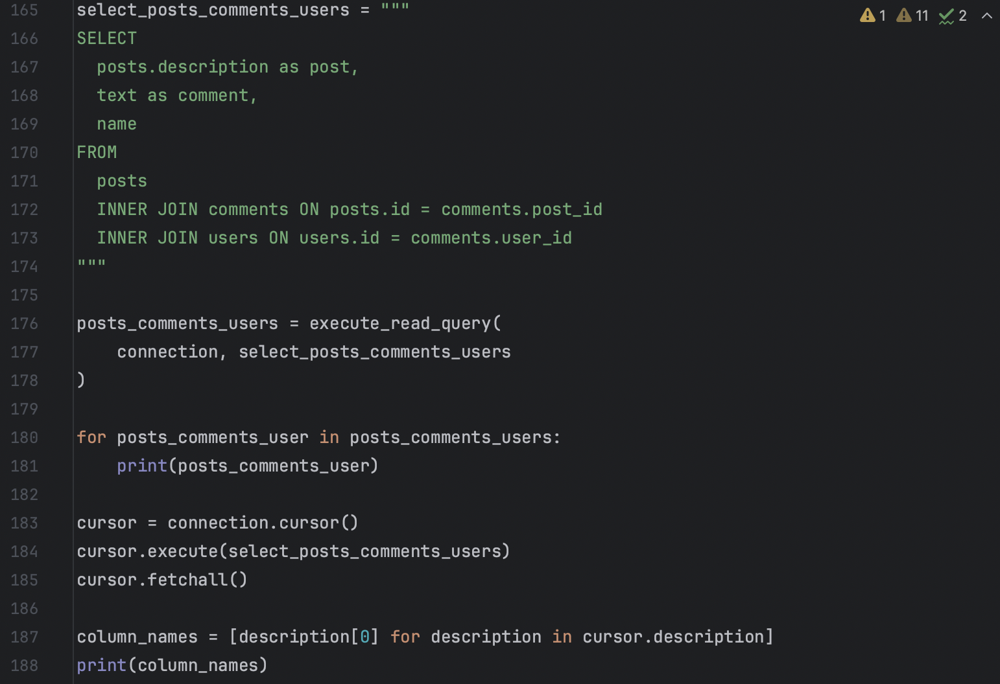 165 select_posts_comments_users = """
1 11 2
166 SELECT
167   posts.description as post,
168   text as comment,
169   name
170 FROM
171   posts
172   INNER JOIN comments ON posts.id = comments.post_id
173   INNER JOIN users ON users.id = comments.user_id
174 """
175
176 posts_comments_users = execute_read_query(
177     connection, select_posts_comments_users
178 )
179
180 for posts_comments_user in posts_comments_users:
181     print(posts_comments_user)
182
183 cursor = connection.cursor()
184 cursor.execute(select_posts_comments_users)
185 cursor.fetchall()
186
187 column_names = [description[0] for description in cursor.description]
188 print(column_names)